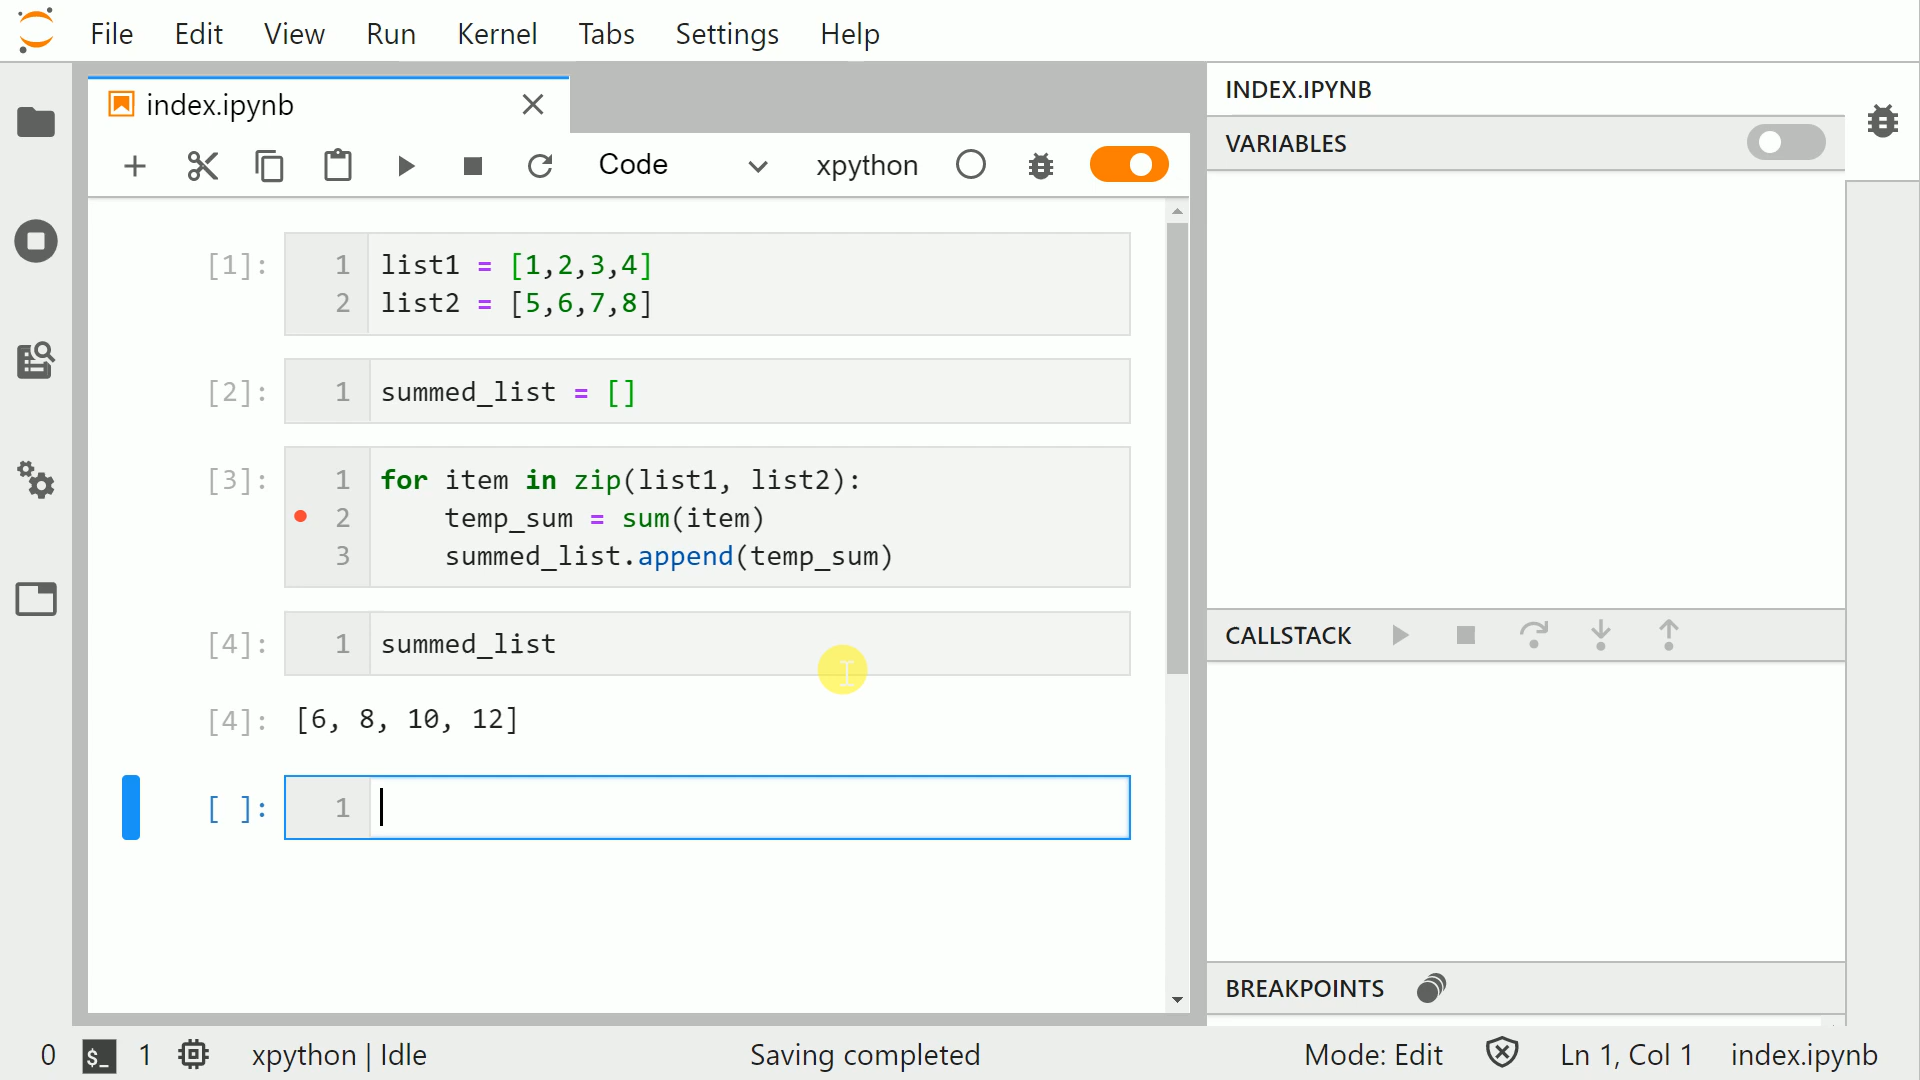 File Edit View Run Kernel Tabs Settings Help
index.ipynb
Code xpython
[1]: 1 list1 = [1,2,3,4]
2 list2 = [5,6,7,8]
[2]: 1 summed_list = []
[3]: 1 for item in zip(list1, list2):
2 temp_sum = sum(item)
3 summed_list.append(temp_sum)
[4]: 1 summed_list
[4]: [6, 8, 10, 12]
[ ]: 1
INDEX.IPYNB
VARIABLES
CALLSTACK
BREAKPOINTS
0 $_ 1 xpython | Idle Saving completed Mode: Edit Ln 1, Col 1 index.ipynb